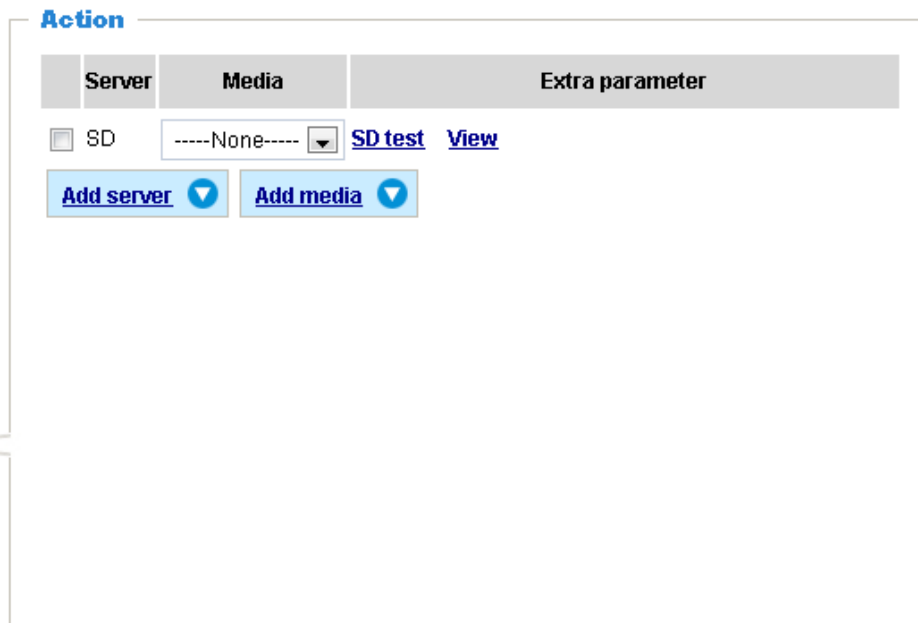 Action
Server Media Extra parameter
SD -----None----- SD test View
Add server Add media